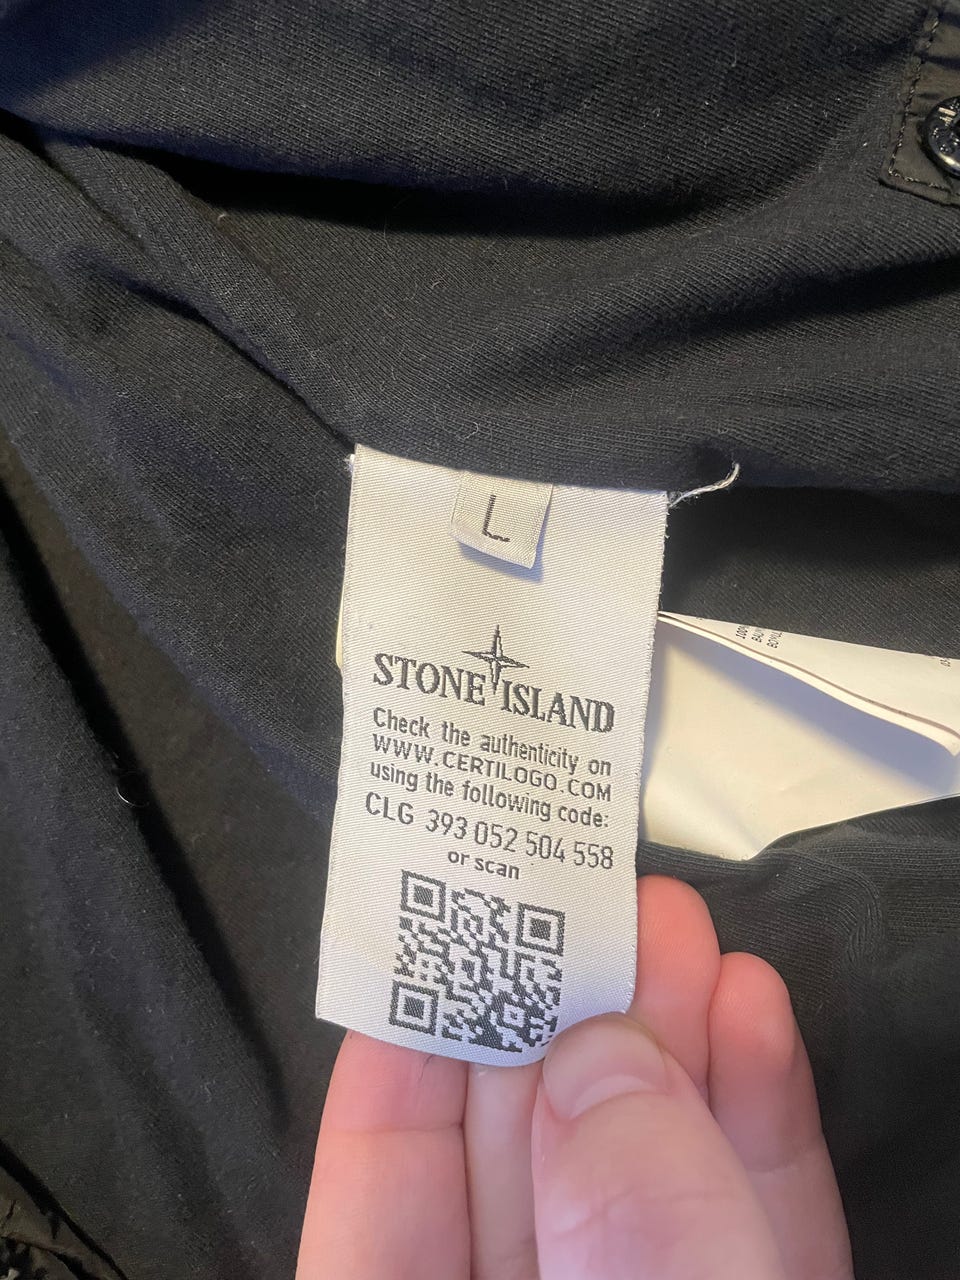 L
STONE ISLAND
Check the authenticity on
WWW.CERTILOGO.COM
using the following code:
CLG 393 052 504 558
or scan
100%